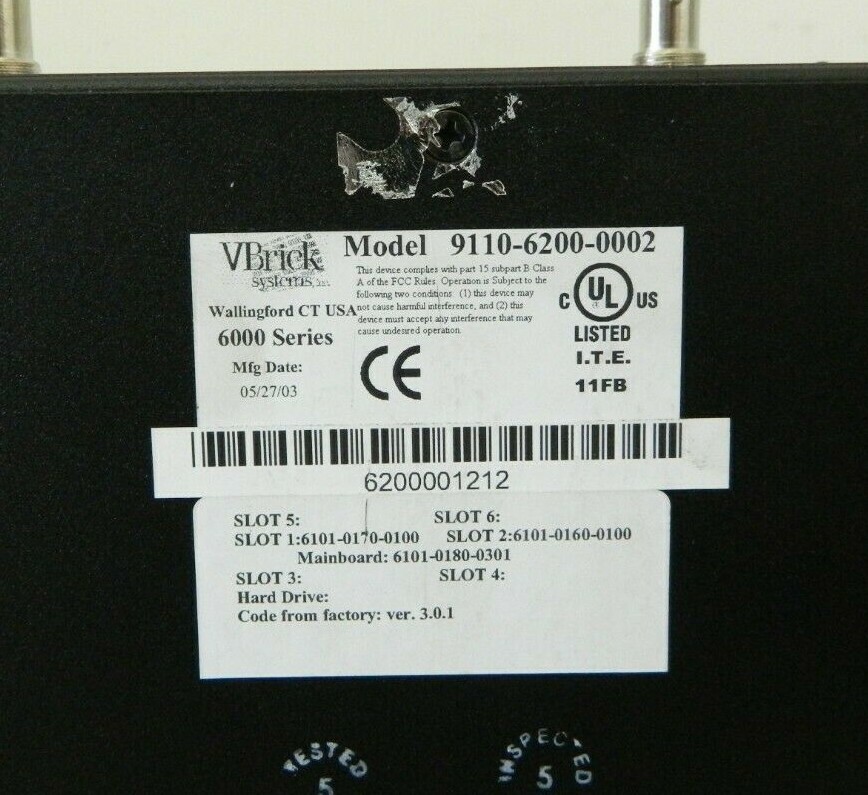 VBrick
systems, inc.
Wallingford CT USA
6000 Series
Mfg Date:
05/27/03
Model 9110-6200-0002
This device complies with part 15 subpart B Class
A of the FCC Rules Operation is Subject to the
following two conditions (1) this device may
not cause harmful interference, and (2) this
device must accept any interference that may
cause undesired operation
CE
C UL US
LISTED
I.T.E.
11FB
6200001212
SLOT 5: SLOT 6:
SLOT 1:6101-0170-0100 SLOT 2:6101-0160-0100
Mainboard: 6101-0180-0301
SLOT 3: SLOT 4:
Hard Drive:
Code from factory: ver. 3.0.1
TESTED
5
INSPECTED
5